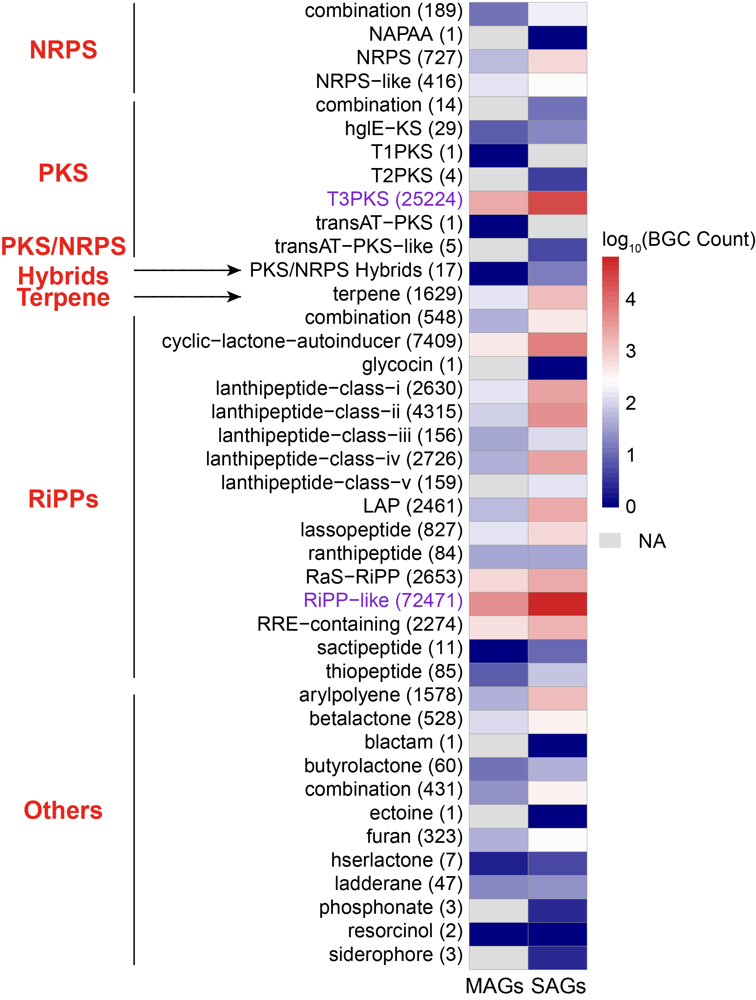 NRPS
combination (189)
NAPAA (1)
NRPS (727)
NRPS−like (416)
PKS
combination (14)
hglE−KS (29)
T1PKS (1)
T2PKS (4)
T3PKS (25224)
transAT−PKS (1)
transAT−PKS−like (5)
PKS/NRPS
Hybrids
PKS/NRPS Hybrids (17)
Terpene
terpene (1629)
RiPPs
combination (548)
cyclic−lactone−autoinducer (7409)
glycocin (1)
lanthipeptide−class−i (2630)
lanthipeptide−class−ii (4315)
lanthipeptide−class−iii (156)
lanthipeptide−class−iv (2726)
lanthipeptide−class−v (159)
LAP (2461)
lassopeptide (827)
ranthipeptide (84)
RaS−RiPP (2653)
RiPP−like (72471)
RRE−containing (2274)
sactipeptide (11)
thiopeptide (85)
Others
arylpolyene (1578)
betalactone (528)
blactam (1)
butyrolactone (60)
combination (431)
ectoine (1)
furan (323)
hserlactone (7)
ladderane (47)
phosphonate (3)
resorcinol (2)
siderophore (3)
MAGs SAGs
log10(BGC Count)
4
3
2
1
0
NA